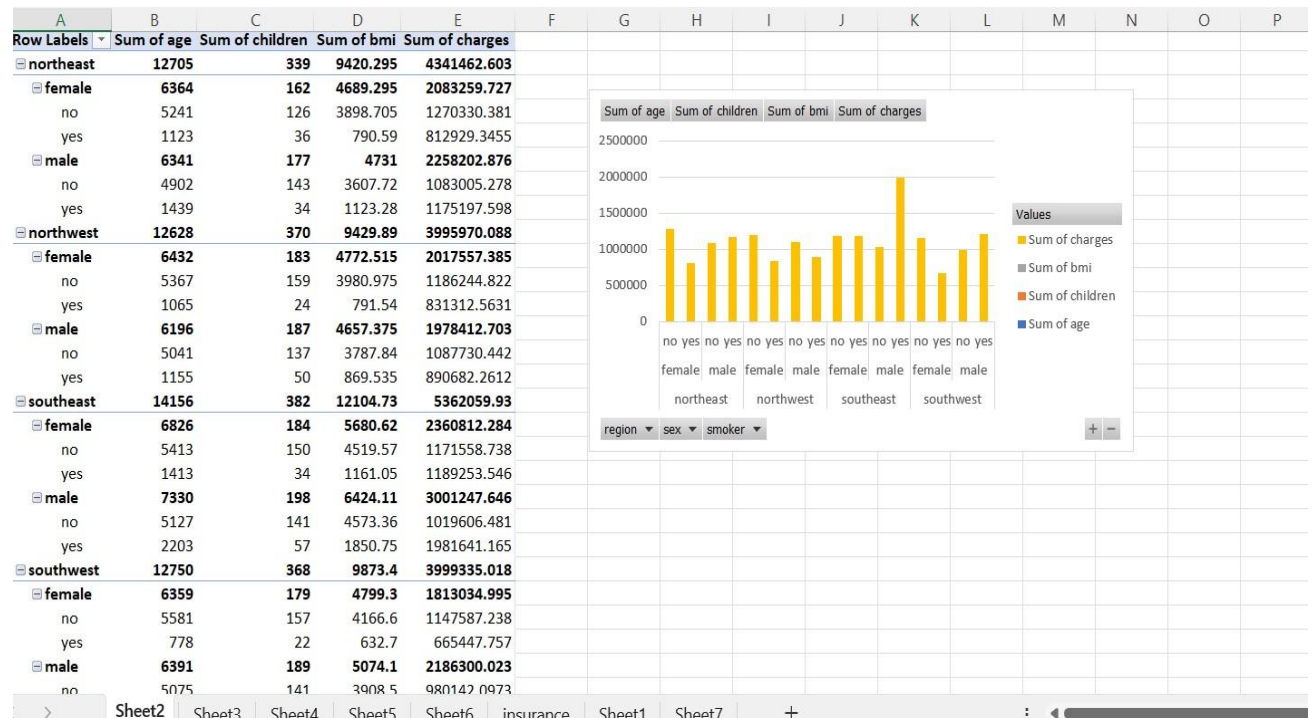 A B C D E F G H I J K L M N O P
Row Labels Sum of age Sum of children Sum of bmi Sum of charges
northeast 12705 339 9420.295 4341462.603
female 6364 162 4689.295 2083259.727
no 5241 126 3898.705 1270330.381
yes 1123 36 790.59 812929.3455
male 6341 177 4731 2258202.876
no 4902 143 3607.72 1083005.278
yes 1439 34 1123.28 1175197.598
northwest 12628 370 9429.89 3995970.088
female 6432 183 4772.515 2017557.385
no 5367 159 3980.975 1186244.822
yes 1065 24 791.54 831312.5631
male 6196 187 4657.375 1978412.703
no 5041 137 3787.84 1087730.442
yes 1155 50 869.535 890682.2612
southeast 14156 382 12104.73 5362059.93
female 6826 184 5680.62 2360812.284
no 5413 150 4519.57 1171558.738
yes 1413 34 1161.05 1189253.546
male 7330 198 6424.11 3001247.646
no 5127 141 4573.36 1019606.481
yes 2203 57 1850.75 1981641.165
southwest 12750 368 9873.4 3999335.018
female 6359 179 4799.3 1813034.995
no 5581 157 4166.6 1147587.238
yes 778 22 632.7 665447.757
male 6391 189 5074.1 2186300.023
no 5075 141 3908.5 980142.0973
Sum of age Sum of children Sum of bmi Sum of charges
2500000
2000000
1500000
1000000
500000
0
no yes no yes no yes no yes no yes no yes no yes no yes
female male female male female male female male
northeast northwest southeast southwest
Values
Sum of charges
Sum of bmi
Sum of children
Sum of age
region sex smoker + −
Sheet2 Sheet3 Sheet4 Sheet5 Sheet6 insurance Sheet1 Sheet7 +